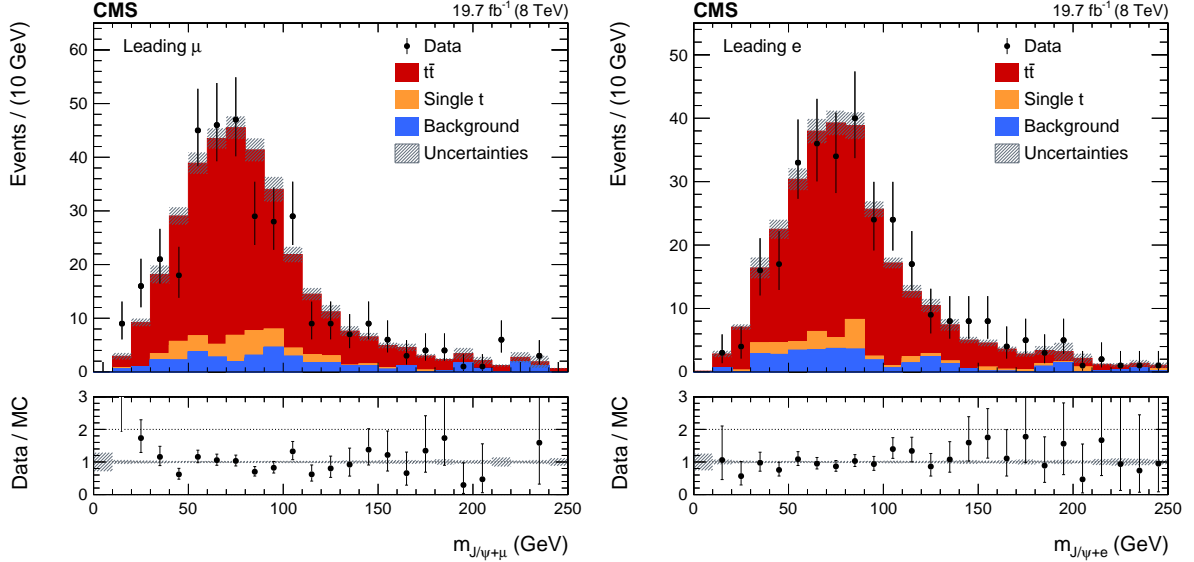 CMS 19.7 fb⁻¹ (8 TeV)
Leading μ
Data
tt̄
Single t
Background
Uncertainties
Events / (10 GeV)
60
50
40
30
20
10
0
Data / MC
3
2
1
0
0 50 100 150 200 250
m_J/ψ+μ (GeV)
CMS 19.7 fb⁻¹ (8 TeV)
Leading e
Data
tt̄
Single t
Background
Uncertainties
Events / (10 GeV)
50
40
30
20
10
0
Data / MC
3
2
1
0
0 50 100 150 200 250
m_J/ψ+e (GeV)